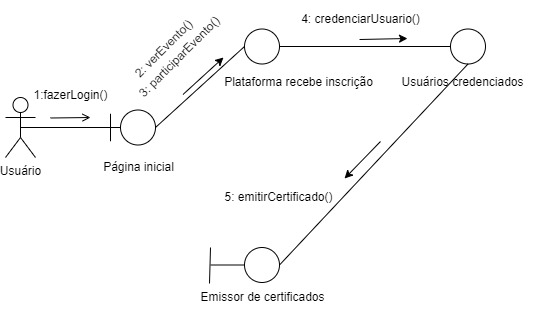 4: credenciarUsuario()
2: verEvento()
3: participarEvento()
Plataforma recebe inscrição
Usuários credenciados
1:fazerLogin()
Usuário
Página inicial
5: emitirCertificado()
Emissor de certificados